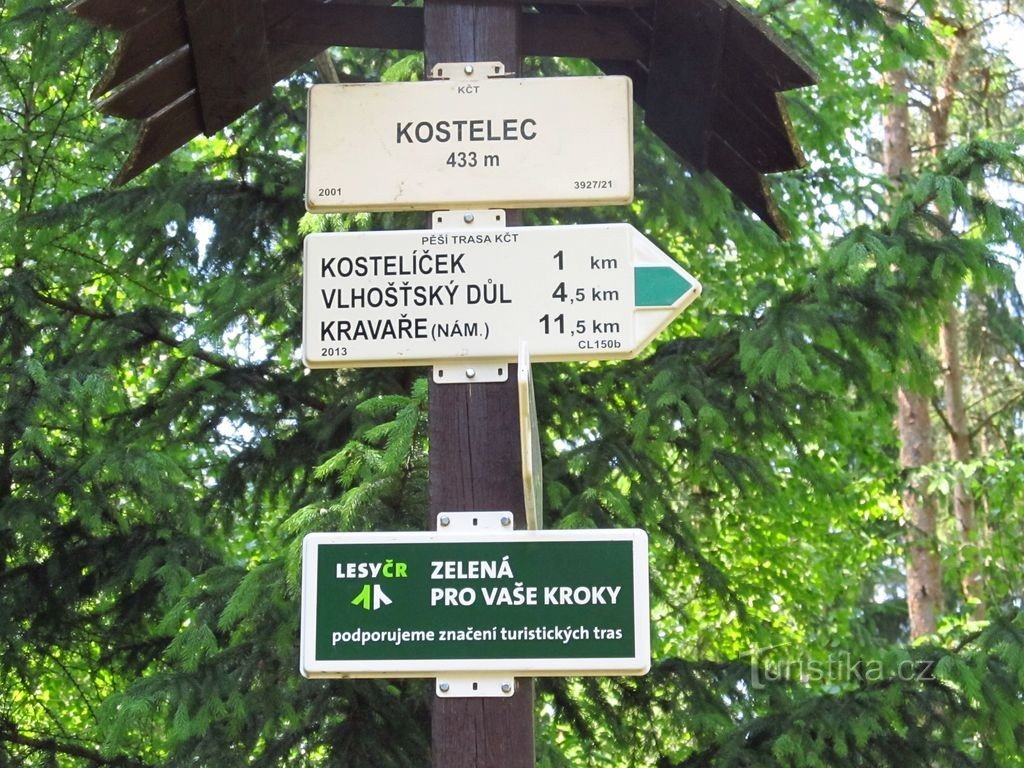 KČT
KOSTELEC
433 m
2001 3927/21
PĚŠÍ TRASA KČT
KOSTELÍČEK 1 km
VLHOŠŤSKÝ DŮL 4,5 km
KRAVAŘE (NÁM.) 11,5 km
2013 CL150b
LESYČR
ZELENÁ
PRO VAŠE KROKY
podporujeme značení turistických tras
Turistika.cz